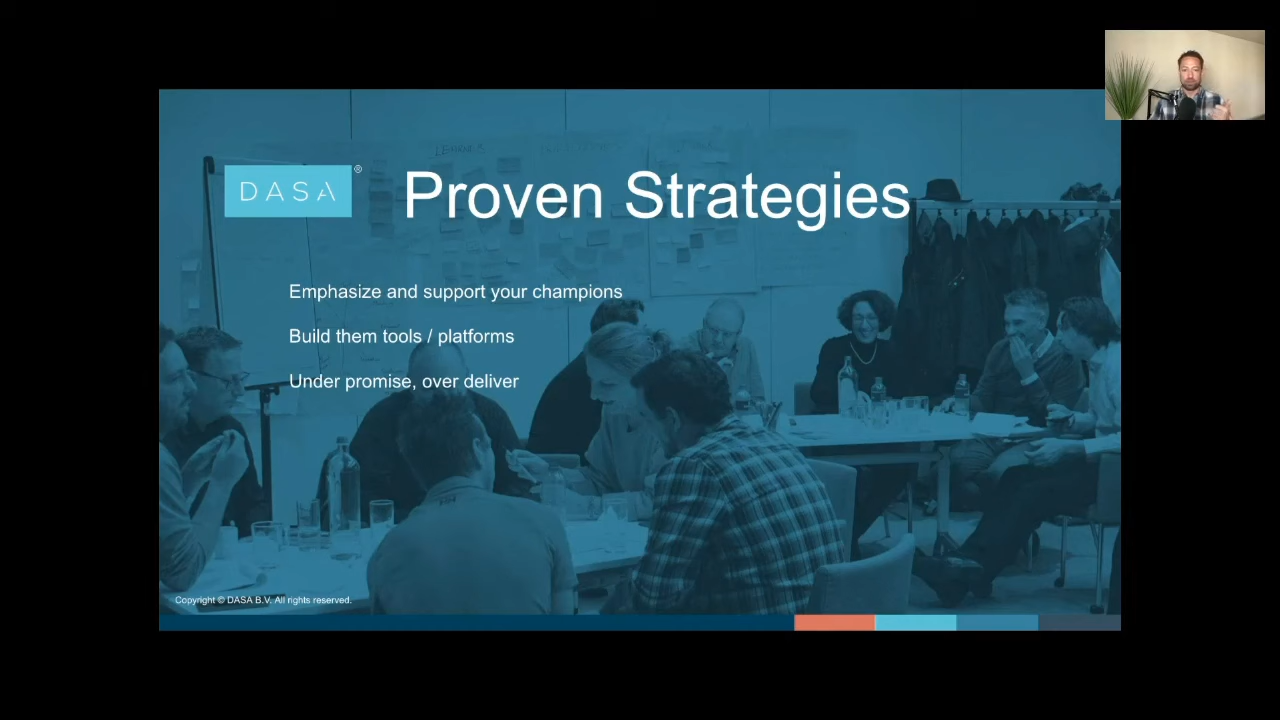 DASA®
Proven Strategies
Emphasize and support your champions
Build them tools / platforms
Under promise, over deliver
Copyright © DASA B.V. All rights reserved.